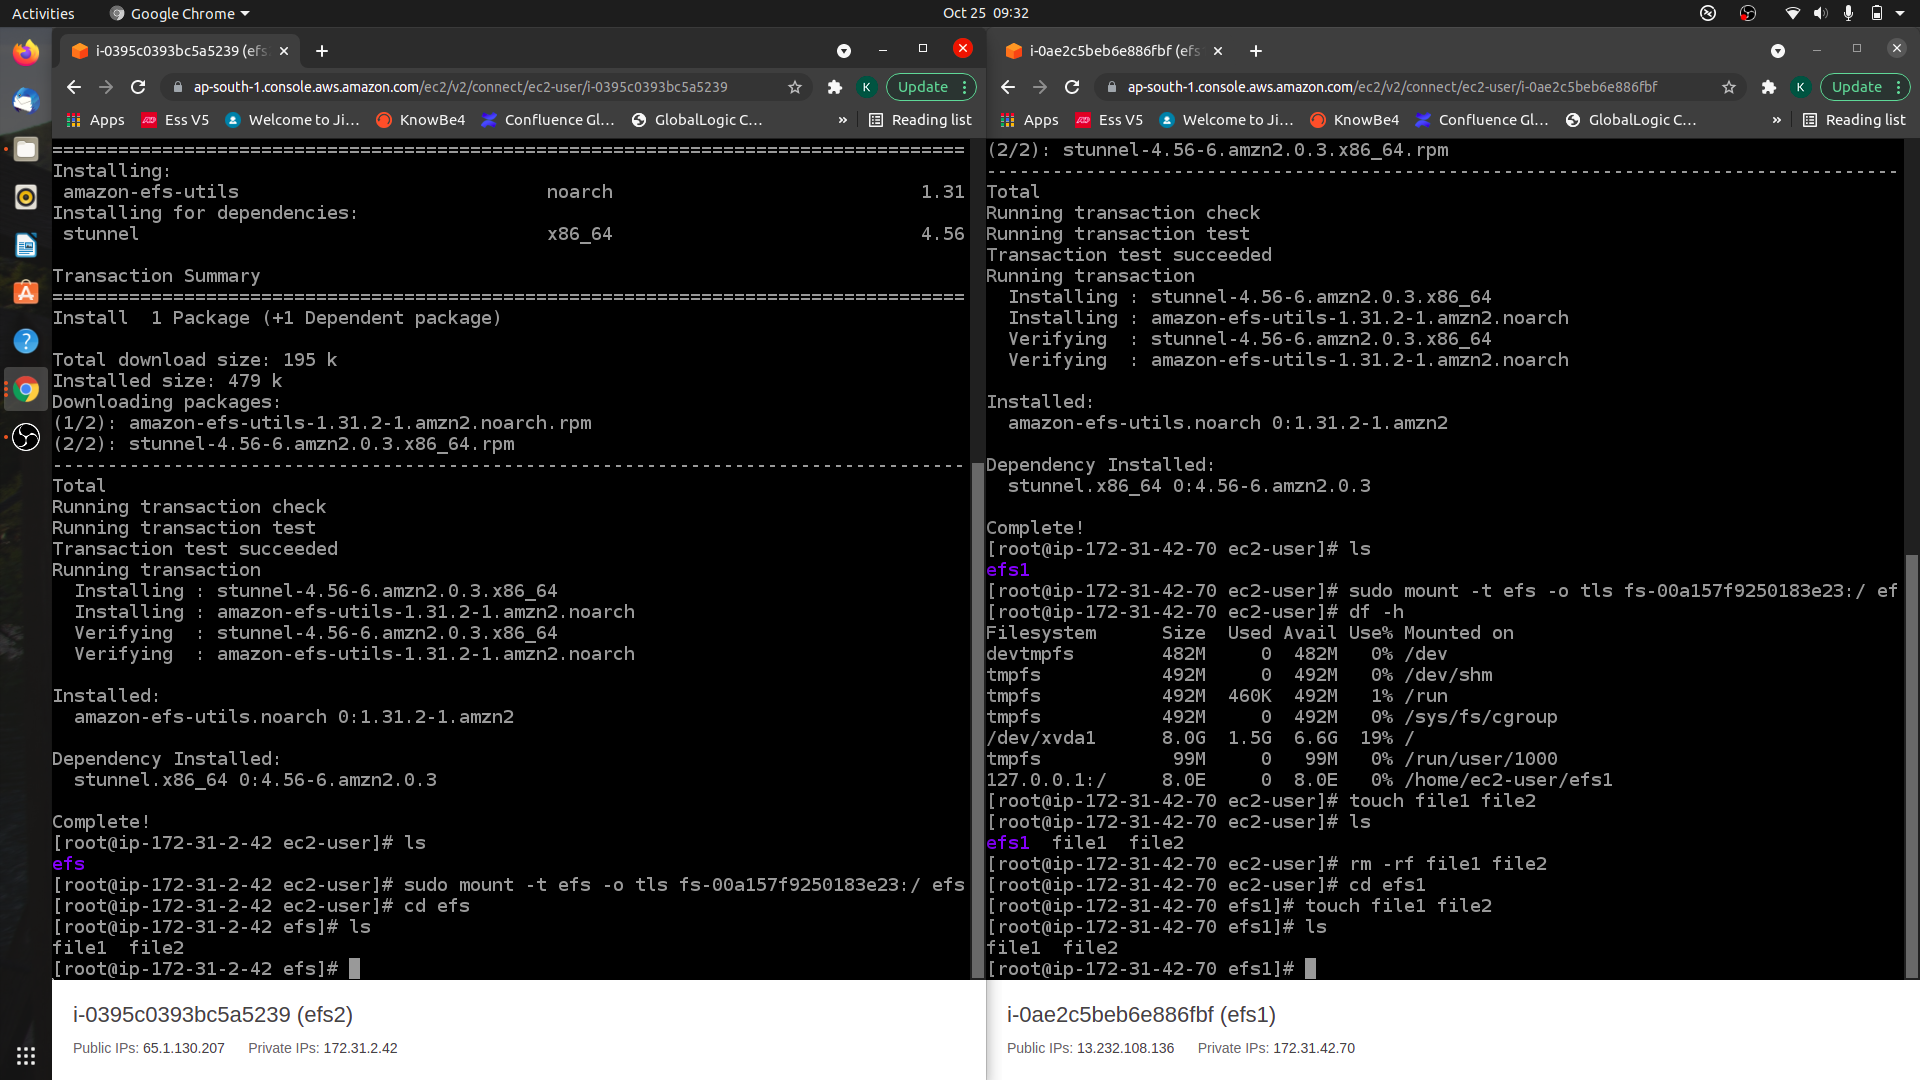 Activities
Google Chrome
Oct 25 09:32
i-0395c0393bc5a5239 (efs
ap-south-1.console.aws.amazon.com/ec2/v2/connect/ec2-user/i-0395c0393bc5a5239
K
Update
Apps
Ess V5
Welcome to Ji...
KnowBe4
Confluence Gl...
GlobalLogic C...
»
Reading list
================================================================================
Installing:
 amazon-efs-utils noarch 1.31
Installing for dependencies:
 stunnel x86_64 4.56
Transaction Summary
================================================================================
Install  1 Package (+1 Dependent package)
Total download size: 195 k
Installed size: 479 k
Downloading packages:
(1/2): amazon-efs-utils-1.31.2-1.amzn2.noarch.rpm
(2/2): stunnel-4.56-6.amzn2.0.3.x86_64.rpm
--------------------------------------------------------------------------------
Total
Running transaction check
Running transaction test
Transaction test succeeded
Running transaction
  Installing : stunnel-4.56-6.amzn2.0.3.x86_64
  Installing : amazon-efs-utils-1.31.2-1.amzn2.noarch
  Verifying  : stunnel-4.56-6.amzn2.0.3.x86_64
  Verifying  : amazon-efs-utils-1.31.2-1.amzn2.noarch
Installed:
  amazon-efs-utils.noarch 0:1.31.2-1.amzn2
Dependency Installed:
  stunnel.x86_64 0:4.56-6.amzn2.0.3
Complete!
[root@ip-172-31-2-42 ec2-user]# ls
efs
[root@ip-172-31-2-42 ec2-user]# sudo mount -t efs -o tls fs-00a157f9250183e23:/ efs
[root@ip-172-31-2-42 ec2-user]# cd efs
[root@ip-172-31-2-42 efs]# ls
file1  file2
[root@ip-172-31-2-42 efs]#
i-0395c0393bc5a5239 (efs2)
Public IPs: 65.1.130.207 Private IPs: 172.31.2.42
i-0ae2c5beb6e886fbf (efs
ap-south-1.console.aws.amazon.com/ec2/v2/connect/ec2-user/i-0ae2c5beb6e886fbf
K
Update
Apps
Ess V5
Welcome to Ji...
KnowBe4
Confluence Gl...
GlobalLogic C...
»
Reading list
(2/2): stunnel-4.56-6.amzn2.0.3.x86_64.rpm
--------------------------------------------------------------------------------
Total
Running transaction check
Running transaction test
Transaction test succeeded
Running transaction
  Installing : stunnel-4.56-6.amzn2.0.3.x86_64
  Installing : amazon-efs-utils-1.31.2-1.amzn2.noarch
  Verifying  : stunnel-4.56-6.amzn2.0.3.x86_64
  Verifying  : amazon-efs-utils-1.31.2-1.amzn2.noarch
Installed:
  amazon-efs-utils.noarch 0:1.31.2-1.amzn2
Dependency Installed:
  stunnel.x86_64 0:4.56-6.amzn2.0.3
Complete!
[root@ip-172-31-42-70 ec2-user]# ls
efs1
[root@ip-172-31-42-70 ec2-user]# sudo mount -t efs -o tls fs-00a157f9250183e23:/ ef
[root@ip-172-31-42-70 ec2-user]# df -h
Filesystem      Size  Used Avail Use% Mounted on
devtmpfs        482M     0  482M   0% /dev
tmpfs           492M     0  492M   0% /dev/shm
tmpfs           492M  460K  492M   1% /run
tmpfs           492M     0  492M   0% /sys/fs/cgroup
/dev/xvda1      8.0G  1.5G  6.6G  19% /
tmpfs            99M     0   99M   0% /run/user/1000
127.0.0.1:/     8.0E     0  8.0E   0% /home/ec2-user/efs1
[root@ip-172-31-42-70 ec2-user]# touch file1 file2
[root@ip-172-31-42-70 ec2-user]# ls
efs1  file1  file2
[root@ip-172-31-42-70 ec2-user]# rm -rf file1 file2
[root@ip-172-31-42-70 ec2-user]# cd efs1
[root@ip-172-31-42-70 efs1]# touch file1 file2
[root@ip-172-31-42-70 efs1]# ls
file1  file2
[root@ip-172-31-42-70 efs1]#
i-0ae2c5beb6e886fbf (efs1)
Public IPs: 13.232.108.136 Private IPs: 172.31.42.70